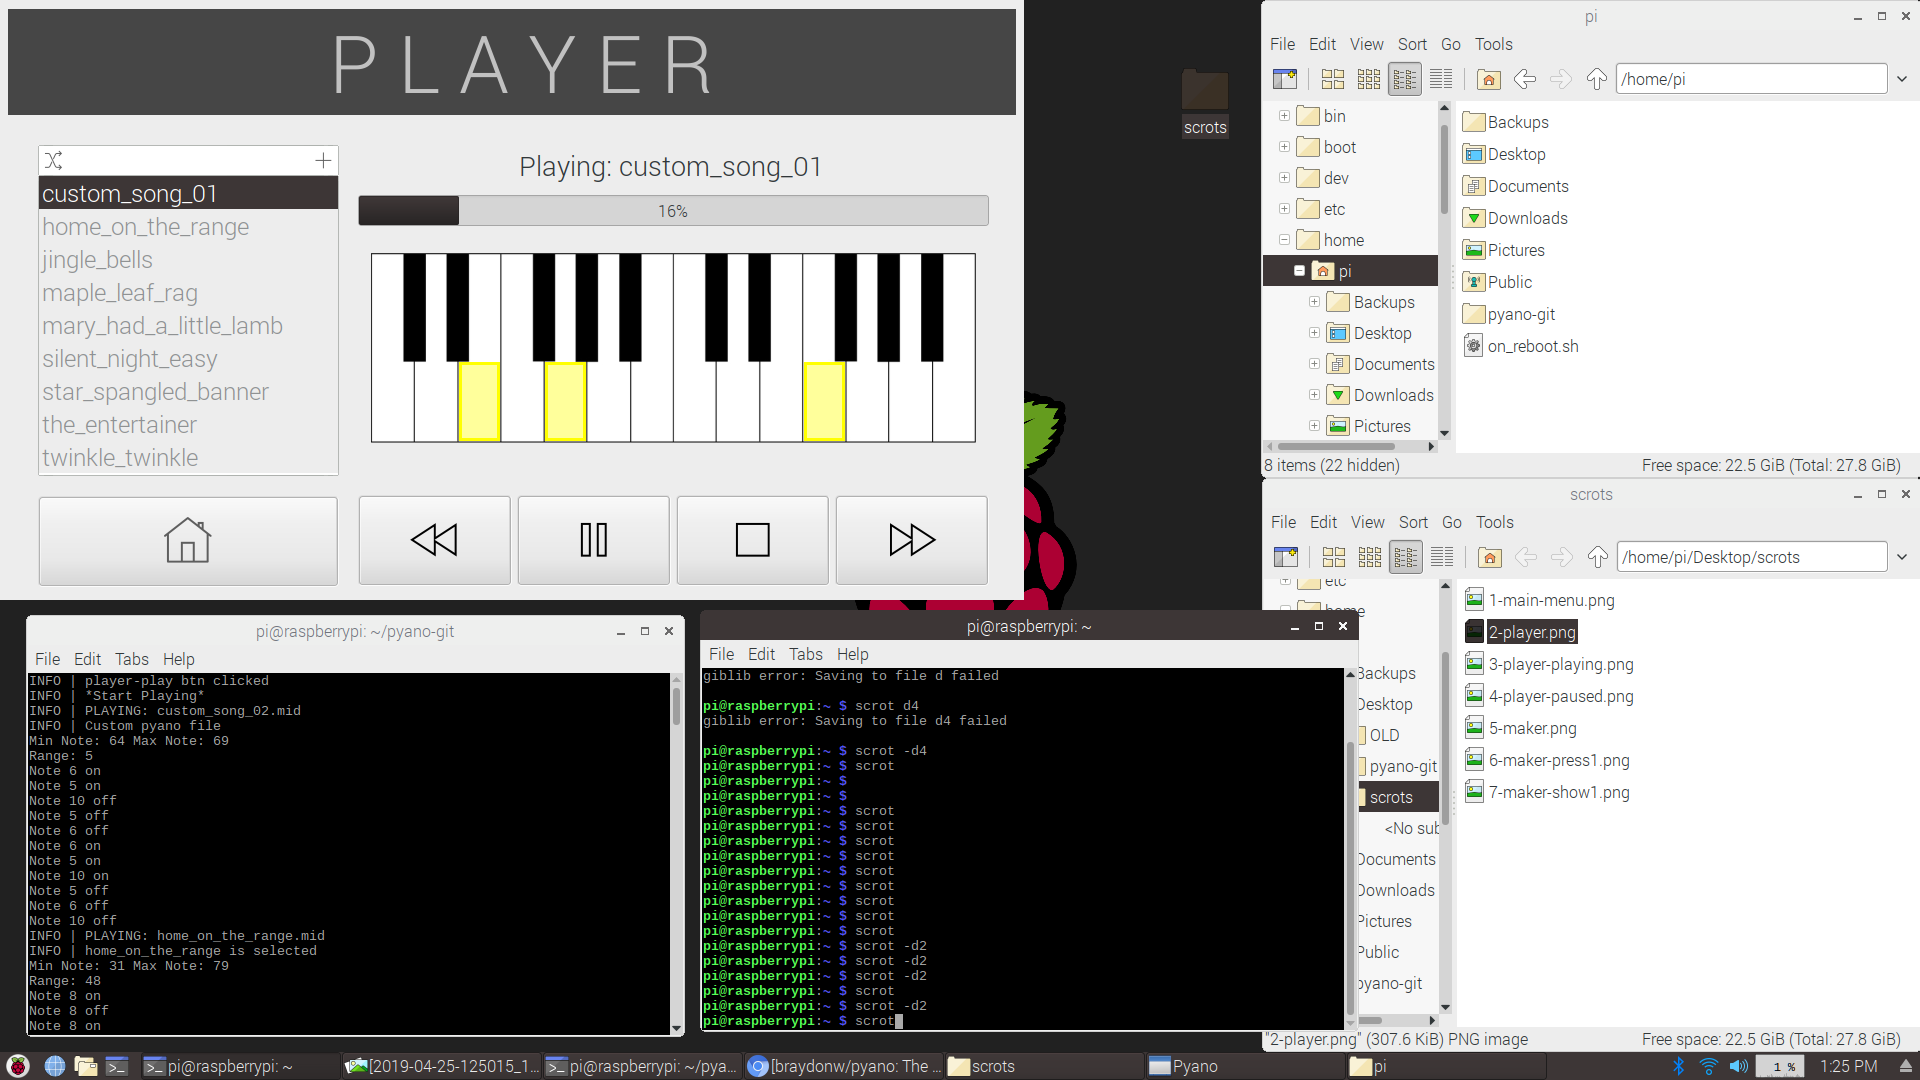 PLAYER
custom_song_01
home_on_the_range
jingle_bells
maple_leaf_rag
mary_had_a_little_lamb
silent_night_easy
star_spangled_banner
the_entertainer
twinkle_twinkle
Playing: custom_song_01
16%
scrots
pi
File Edit View Sort Go Tools
/home/pi
bin
boot
dev
etc
home
pi
Backups
Desktop
Documents
Downloads
Pictures
Backups
Desktop
Documents
Downloads
Pictures
Public
pyano-git
on_reboot.sh
8 items (22 hidden)
Free space: 22.5 GiB (Total: 27.8 GiB)
scrots
File Edit View Sort Go Tools
/home/pi/Desktop/scrots
etc
home
Backups
Desktop
OLD
pyano-git
scrots
<No sub
Documents
Downloads
Pictures
Public
pyano-git
1-main-menu.png
2-player.png
3-player-playing.png
4-player-paused.png
5-maker.png
6-maker-press1.png
7-maker-show1.png
"2-player.png" (307.6 KiB) PNG image
Free space: 22.5 GiB (Total: 27.8 GiB)
pi@raspberrypi: ~/pyano-git
File Edit Tabs Help
INFO | player-play btn clicked
INFO | *Start Playing*
INFO | PLAYING: custom_song_02.mid
INFO | Custom pyano file
Min Note: 64 Max Note: 69
Range: 5
Note 6 on
Note 5 on
Note 10 off
Note 5 off
Note 6 off
Note 6 on
Note 5 on
Note 10 on
Note 5 off
Note 6 off
Note 10 off
INFO | PLAYING: home_on_the_range.mid
INFO | home_on_the_range is selected
Min Note: 31 Max Note: 79
Range: 48
Note 8 on
Note 8 off
Note 8 on
pi@raspberrypi: ~
File Edit Tabs Help
giblib error: Saving to file d failed
pi@raspberrypi:~ $ scrot d4
giblib error: Saving to file d4 failed
pi@raspberrypi:~ $ scrot -d4
pi@raspberrypi:~ $ scrot
pi@raspberrypi:~ $
pi@raspberrypi:~ $
pi@raspberrypi:~ $ scrot
pi@raspberrypi:~ $ scrot
pi@raspberrypi:~ $ scrot
pi@raspberrypi:~ $ scrot
pi@raspberrypi:~ $ scrot
pi@raspberrypi:~ $ scrot
pi@raspberrypi:~ $ scrot
pi@raspberrypi:~ $ scrot
pi@raspberrypi:~ $ scrot
pi@raspberrypi:~ $ scrot -d2
pi@raspberrypi:~ $ scrot -d2
pi@raspberrypi:~ $ scrot -d2
pi@raspberrypi:~ $ scrot
pi@raspberrypi:~ $ scrot -d2
pi@raspberrypi:~ $ scrot
pi@raspberrypi: ~
[2019-04-25-125015_1...
pi@raspberrypi: ~/pya...
[braydonw/pyano: The ...
scrots
Pyano
pi
1 %
1:25 PM